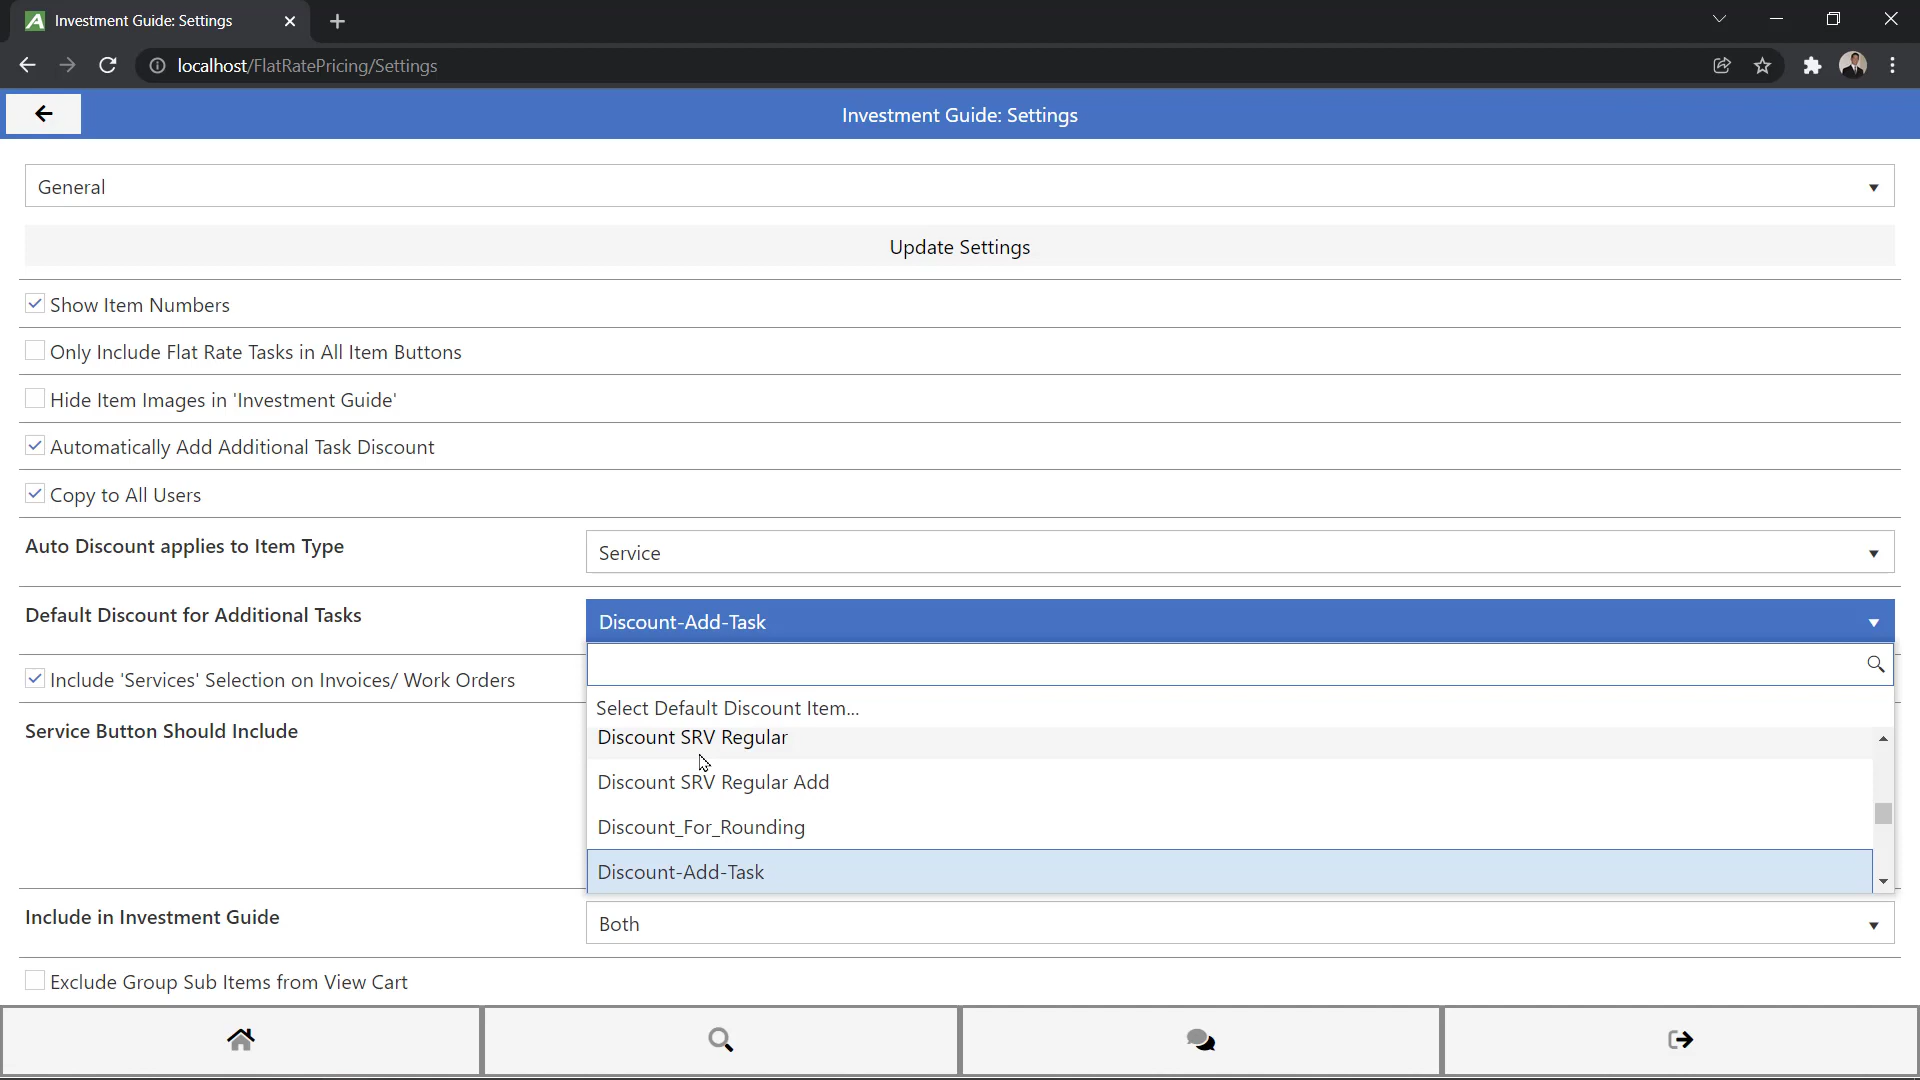 Investment Guide: Settings
localhost/FlatRatePricing/Settings
Investment Guide: Settings
General
Update Settings
Show Item Numbers
Only Include Flat Rate Tasks in All Item Buttons
Hide Item Images in 'Investment Guide'
Automatically Add Additional Task Discount
Copy to All Users
Auto Discount applies to Item Type
Service
Default Discount for Additional Tasks
Discount-Add-Task
Include 'Services' Selection on Invoices/ Work Orders
Select Default Discount Item...
Service Button Should Include
Discount SRV Regular
Discount SRV Regular Add
Discount_For_Rounding
Discount-Add-Task
Include in Investment Guide
Both
Exclude Group Sub Items from View Cart